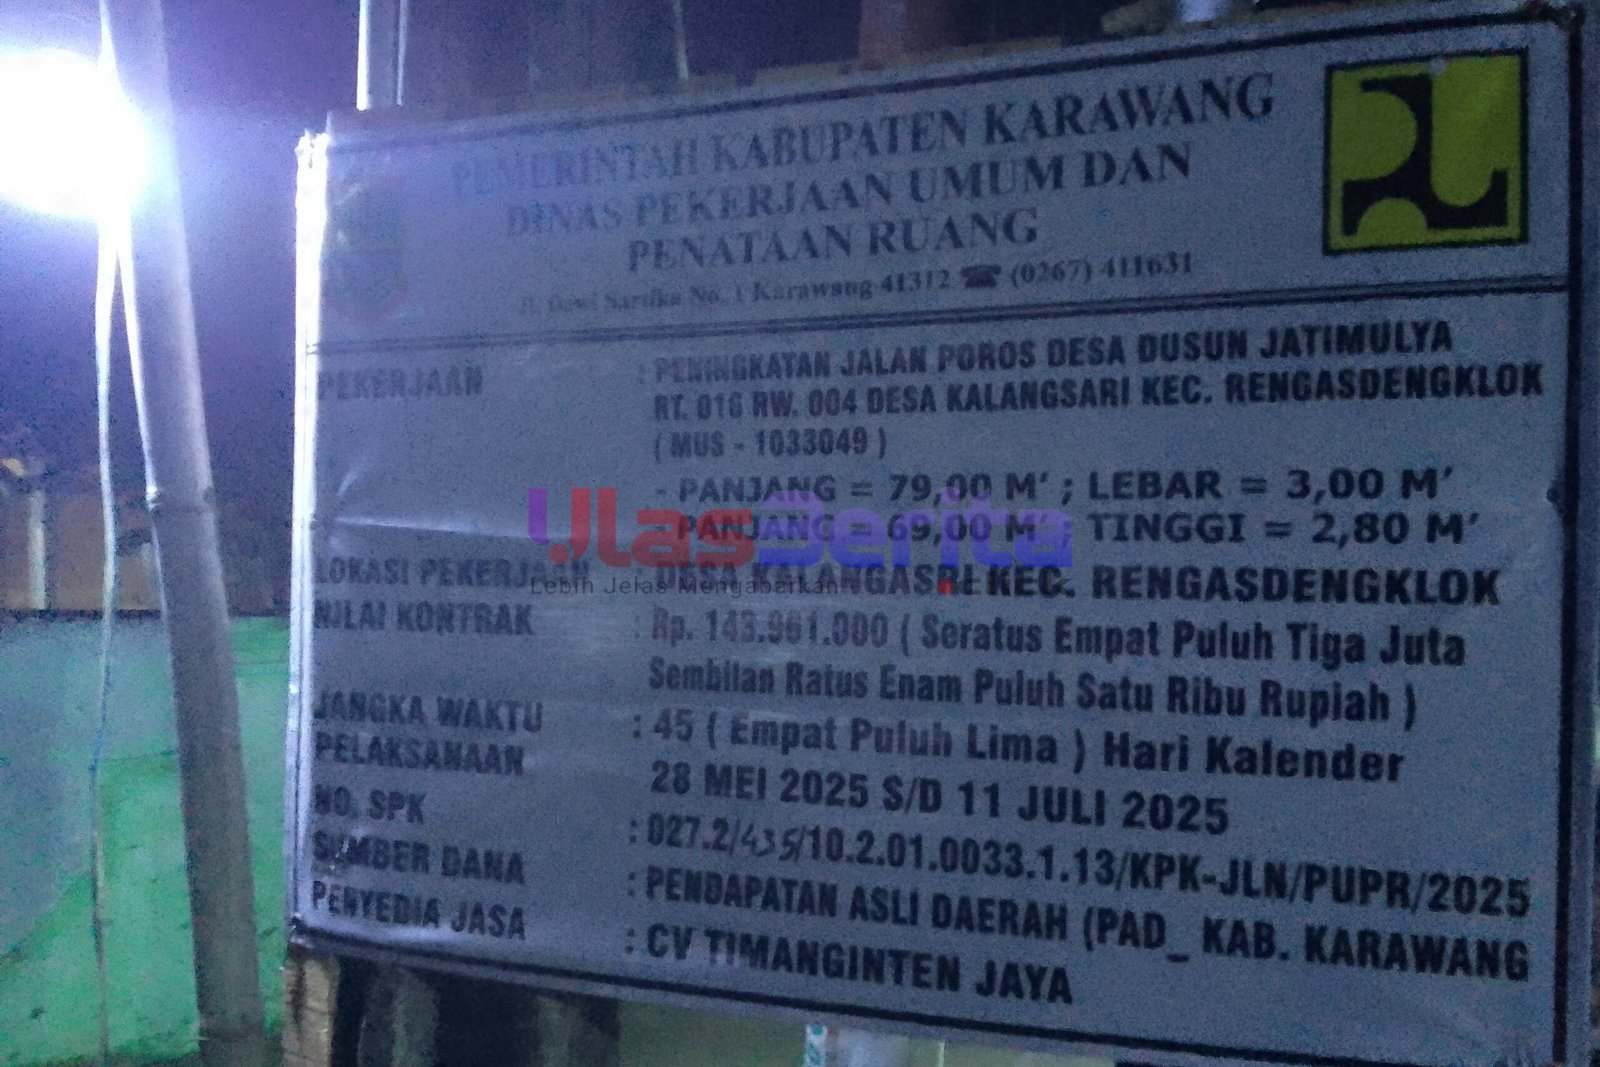 PEMERINTAH KABUPATEN KARAWANG
DINAS PEKERJAAN UMUM DAN
PENATAAN RUANG
Jl. Dewi Sartika No. 1 Karawang 41312 ☎ (0267) 411631
PEKERJAAN : PENINGKATAN JALAN POROS DESA DUSUN JATIMULYA
RT. 016 RW. 004 DESA KALANGSARI KEC. RENGASDENGKLOK
( MUS - 1033049 )
- PANJANG = 79,00 M' ; LEBAR = 3,00 M'
PANJANG = 69,00 M' ; TINGGI = 2,80 M'
UlasBerita
Lebih Jelas Mengabarkan
LOKASI PEKERJAAN DESA KALANGSARI KEC. RENGASDENGKLOK
NILAI KONTRAK : Rp. 143.961.000 ( Seratus Empat Puluh Tiga Juta
Sembilan Ratus Enam Puluh Satu Ribu Rupiah )
JANGKA WAKTU : 45 ( Empat Puluh Lima ) Hari Kalender
PELAKSANAAN 28 MEI 2025 S/D 11 JULI 2025
NO. SPK : 027.2/435/10.2.01.0033.1.13/KPK-JLN/PUPR/2025
SUMBER DANA : PENDAPATAN ASLI DAERAH (PAD_ KAB. KARAWANG
PENYEDIA JASA : CV TIMANGINTEN JAYA